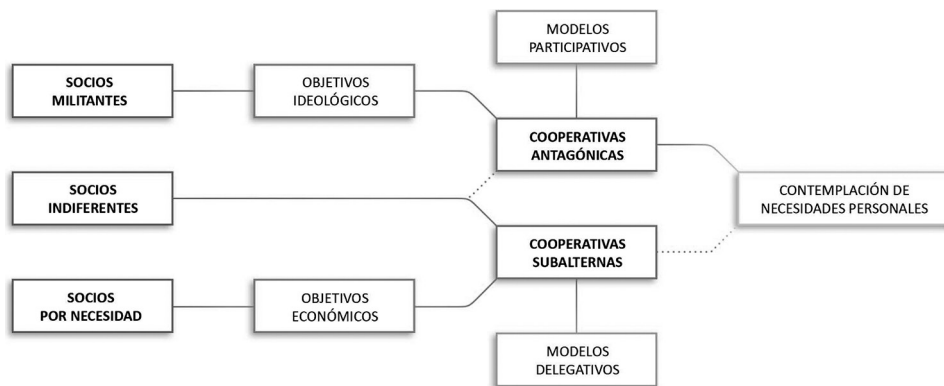 MODELOS
PARTICIPATIVOS
SOCIOS
MILITANTES
OBJETIVOS
IDEOLÓGICOS
COOPERATIVAS
ANTAGÓNICAS
SOCIOS
INDIFERENTES
CONTEMPLACIÓN DE
NECESIDADES PERSONALES
COOPERATIVAS
SUBALTERNAS
SOCIOS
POR NECESIDAD
OBJETIVOS
ECONÓMICOS
MODELOS
DELEGATIVOS